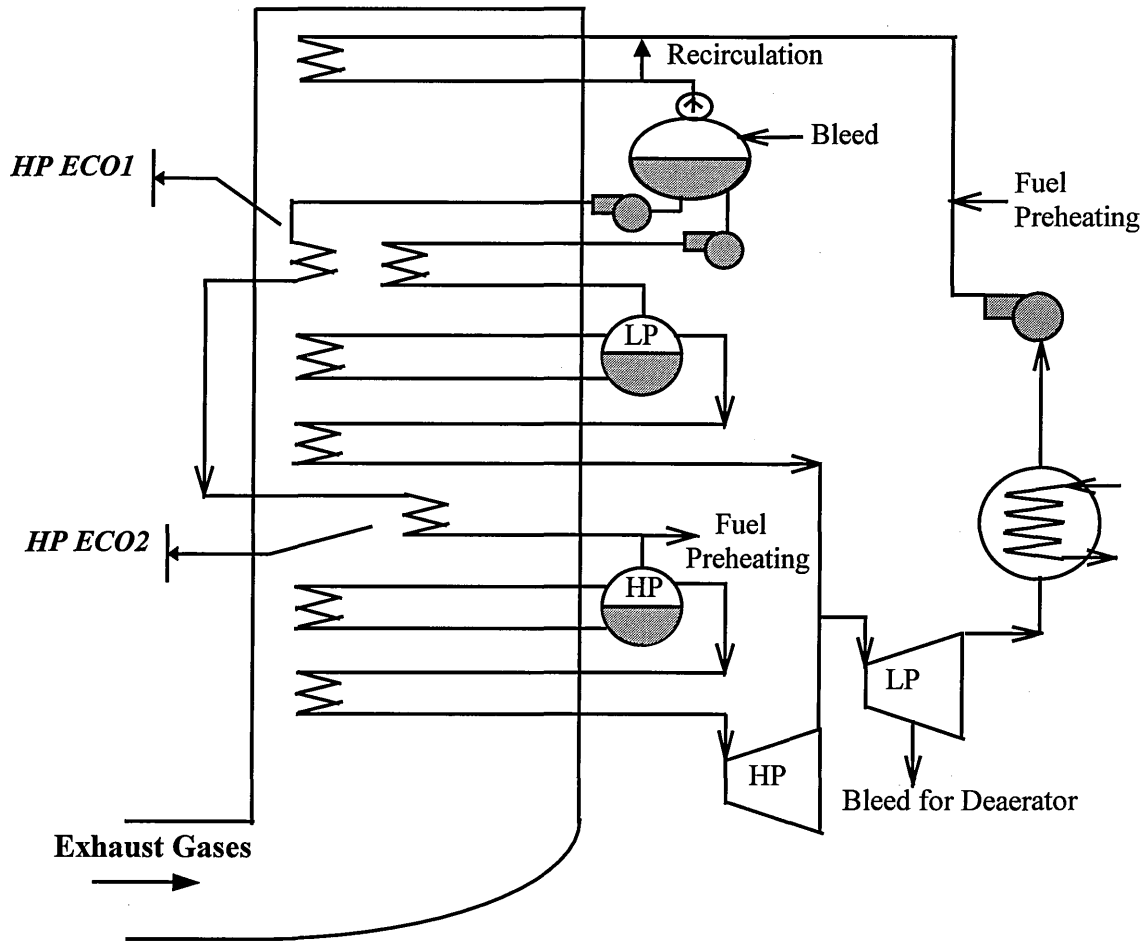 Recirculation
Bleed
HP ECO1
Fuel
Preheating
LP
HP ECO2
Fuel
Preheating
HP
LP
HP
Bleed for Deaerator
Exhaust Gases